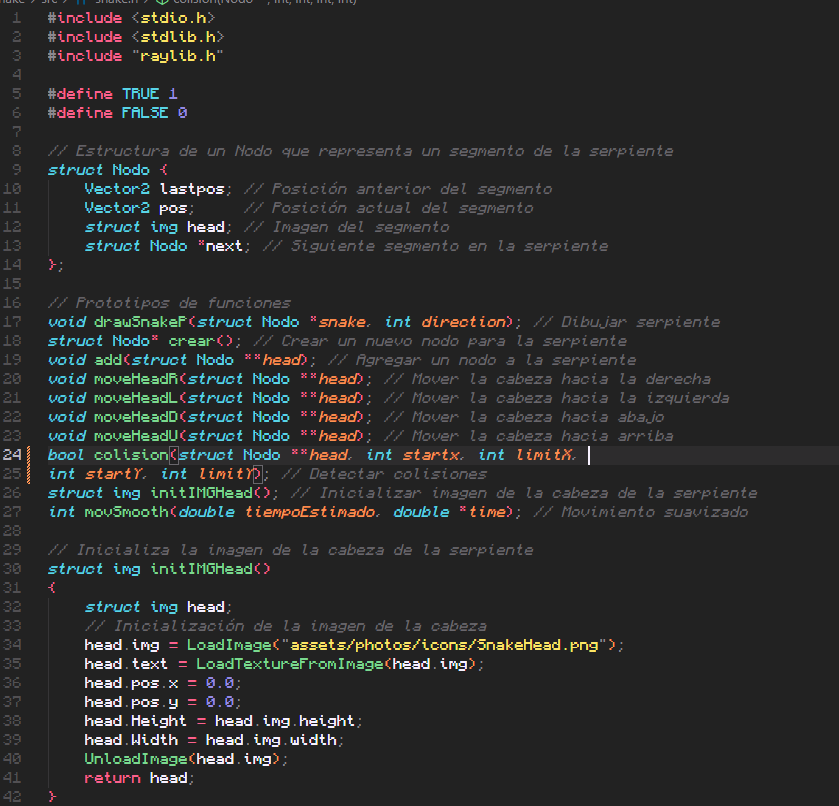 snake > src > snake.h > colision(Nodo **, int, int, int, int)
1 #include <stdio.h>
2 #include <stdlib.h>
3 #include "raylib.h"
4
5 #define TRUE 1
6 #define FALSE 0
7
8 // Estructura de un Nodo que representa un segmento de la serpiente
9 struct Nodo {
10 Vector2 lastpos; // Posición anterior del segmento
11 Vector2 pos; // Posición actual del segmento
12 struct img head; // Imagen del segmento
13 struct Nodo *next; // Siguiente segmento en la serpiente
14 };
15
16 // Prototipos de funciones
17 void drawSnakeP(struct Nodo *snake, int direction); // Dibujar serpiente
18 struct Nodo* crear(); // Crear un nuevo nodo para la serpiente
19 void add(struct Nodo **head); // Agregar un nodo a la serpiente
20 void moveHeadR(struct Nodo **head); // Mover la cabeza hacia la derecha
21 void moveHeadL(struct Nodo **head); // Mover la cabeza hacia la izquierda
22 void moveHeadD(struct Nodo **head); // Mover la cabeza hacia abajo
23 void moveHeadU(struct Nodo **head); // Mover la cabeza hacia arriba
24 bool colision(struct Nodo **head, int startx, int limitX,
25 int startY, int limitY); // Detectar colisiones
26 struct img initIMGHead(); // Inicializar imagen de la cabeza de la serpiente
27 int movSmooth(double tiempoEstimado, double *time); // Movimiento suavizado
28
29 // Inicializa la imagen de la cabeza de la serpiente
30 struct img initIMGHead()
31 {
32 struct img head;
33 // Inicialización de la imagen de la cabeza
34 head.img = LoadImage("assets/photos/icons/SnakeHead.png");
35 head.text = LoadTextureFromImage(head.img);
36 head.pos.x = 0.0;
37 head.pos.y = 0.0;
38 head.Height = head.img.height;
39 head.Width = head.img.width;
40 UnloadImage(head.img);
41 return head;
42 }